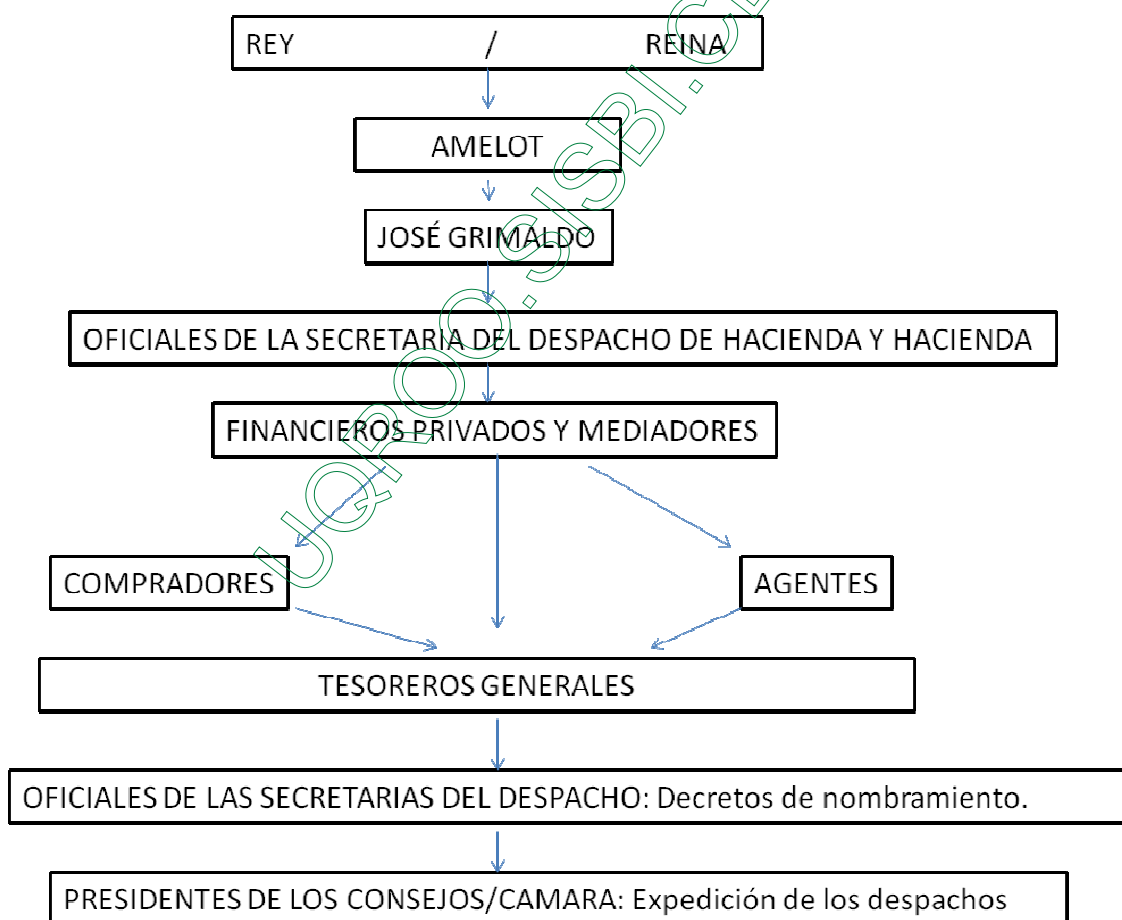 REY / REINA
AMELOT
JOSÉ GRIMALDO
OFICIALES DE LA SECRETARIA DEL DESPACHO DE HACIENDA Y HACIENDA
FINANCIEROS PRIVADOS Y MEDIADORES
COMPRADORES
AGENTES
TESOREROS GENERALES
OFICIALES DE LAS SECRETARIAS DEL DESPACHO: Decretos de nombramiento.
PRESIDENTES DE LOS CONSEJOS/CAMARA: Expedición de los despachos
UQROO.SISBI.